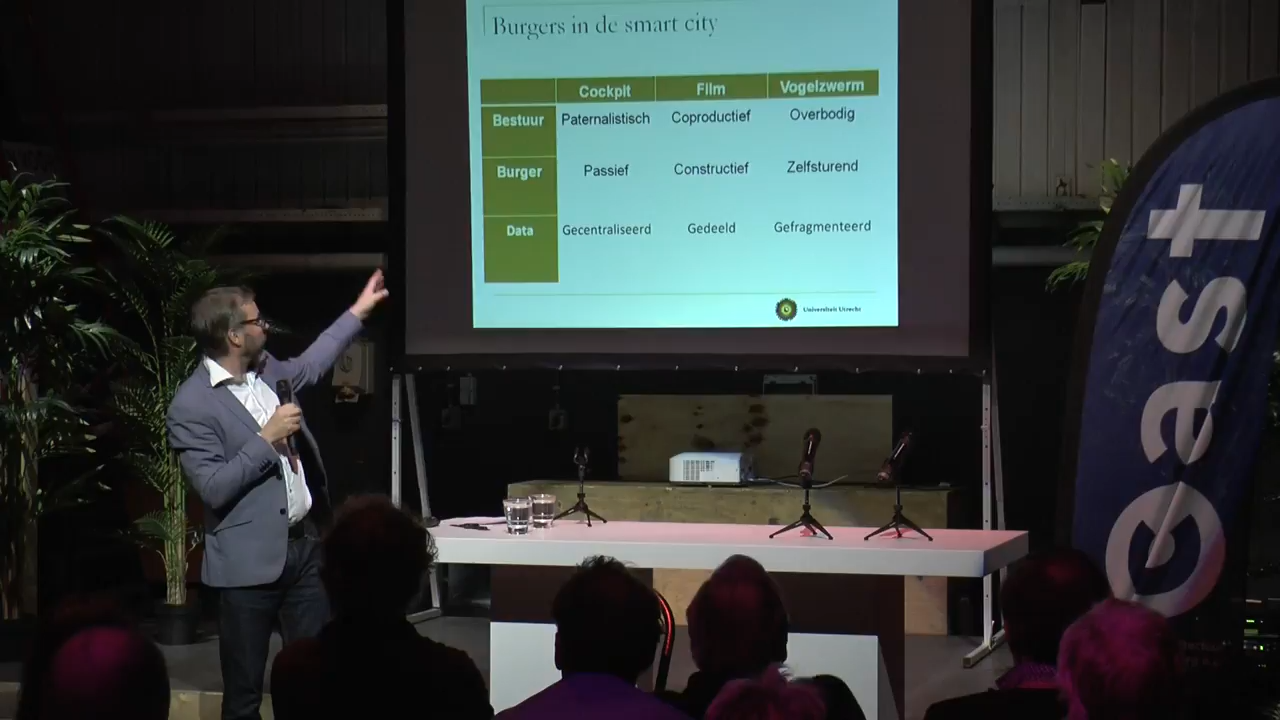 Burgers in de smart city
Cockpit Film Vogelzwerm
Bestuur Paternalistisch Coproductief Overbodig
Burger Passief Constructief Zelfsturend
Data Gecentraliseerd Gedeeld Gefragmenteerd
Universiteit Utrecht
east